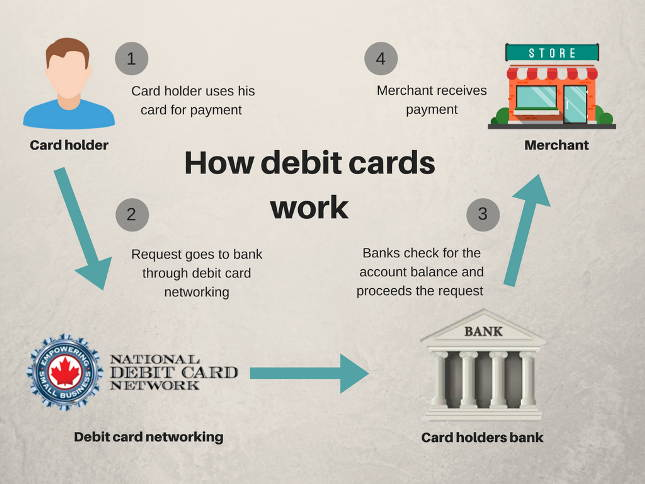 1
Card holder uses his
card for payment
Card holder
4
Merchant receives
payment
STORE
Merchant
How debit cards
work
2
Request goes to bank
through debit card
networking
3
Banks check for the
account balance and
proceeds the request
EMPOWERING
SMALL BUSINESS
NATIONAL
DEBIT CARD
NETWORK
Debit card networking
BANK
Card holders bank